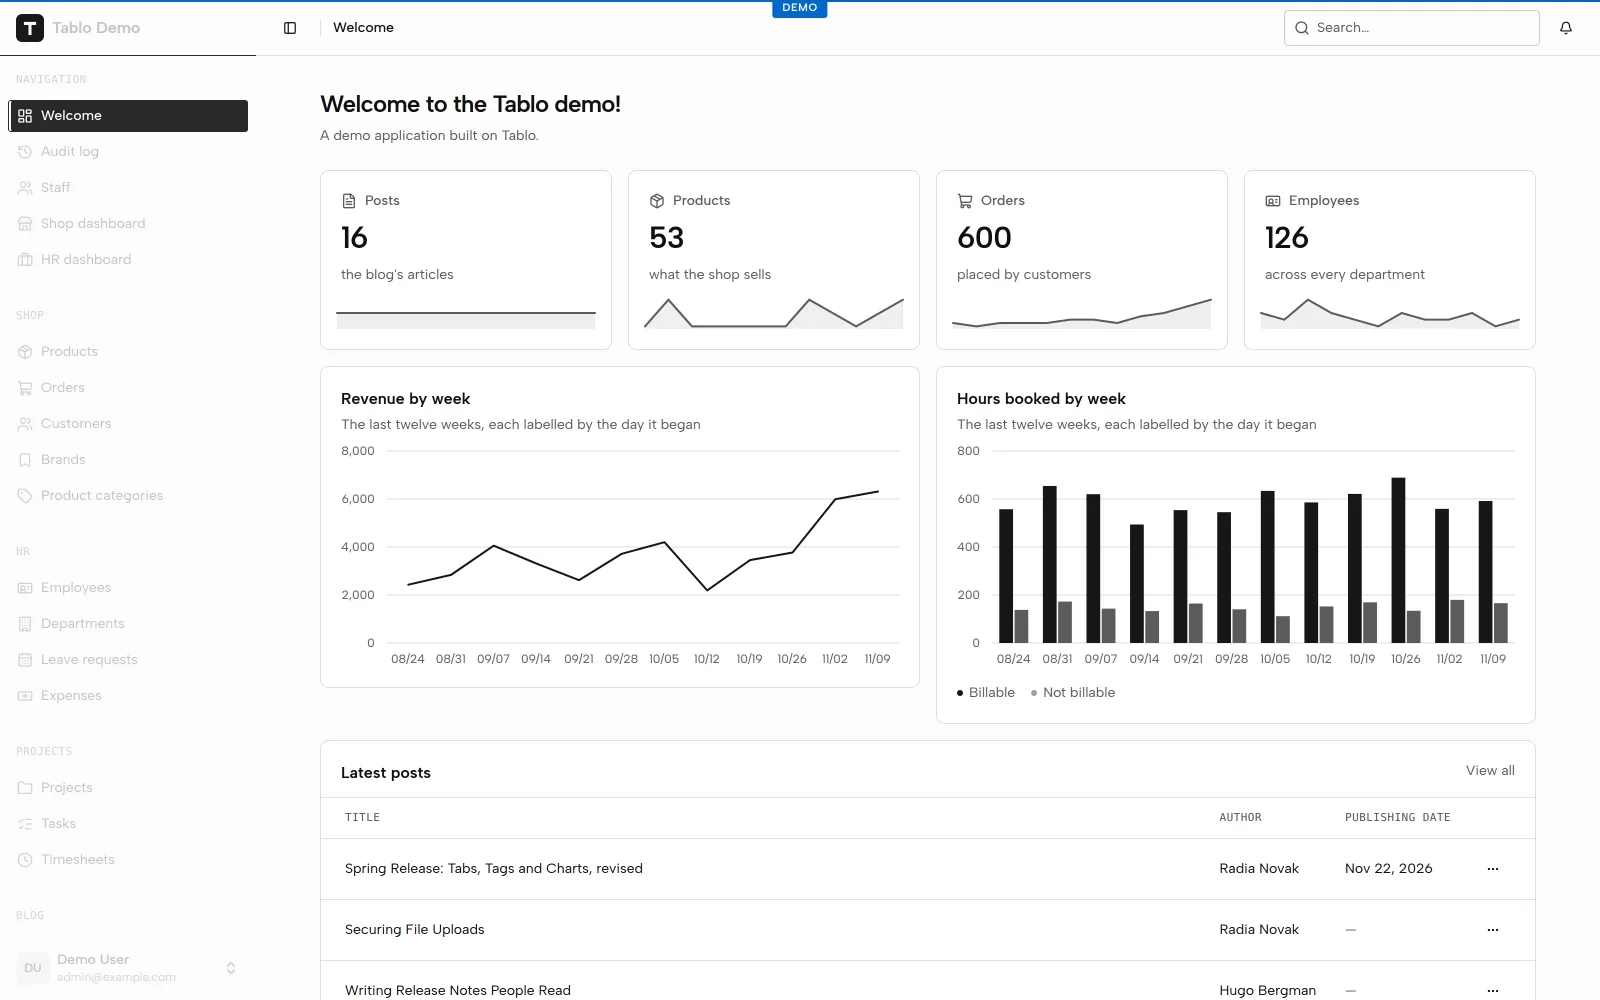 DEMO
T Tablo Demo
Welcome
Search...
NAVIGATION
Welcome
Audit log
Staff
Shop dashboard
HR dashboard
SHOP
Products
Orders
Customers
Brands
Product categories
HR
Employees
Departments
Leave requests
Expenses
PROJECTS
Projects
Tasks
Timesheets
BLOG
DU
Demo User
admin@example.com
Welcome to the Tablo demo!
A demo application built on Tablo.
Posts
16
the blog's articles
Products
53
what the shop sells
Orders
600
placed by customers
Employees
126
across every department
Revenue by week
The last twelve weeks, each labelled by the day it began
8,000
6,000
4,000
2,000
0
08/24 08/31 09/07 09/14 09/21 09/28 10/05 10/12 10/19 10/26 11/02 11/09
Hours booked by week
The last twelve weeks, each labelled by the day it began
800
600
400
200
0
08/24 08/31 09/07 09/14 09/21 09/28 10/05 10/12 10/19 10/26 11/02 11/09
Billable Not billable
Latest posts
View all
TITLE AUTHOR PUBLISHING DATE
Spring Release: Tabs, Tags and Charts, revised Radia Novak Nov 22, 2026
Securing File Uploads Radia Novak —
Writing Release Notes People Read Hugo Bergman —